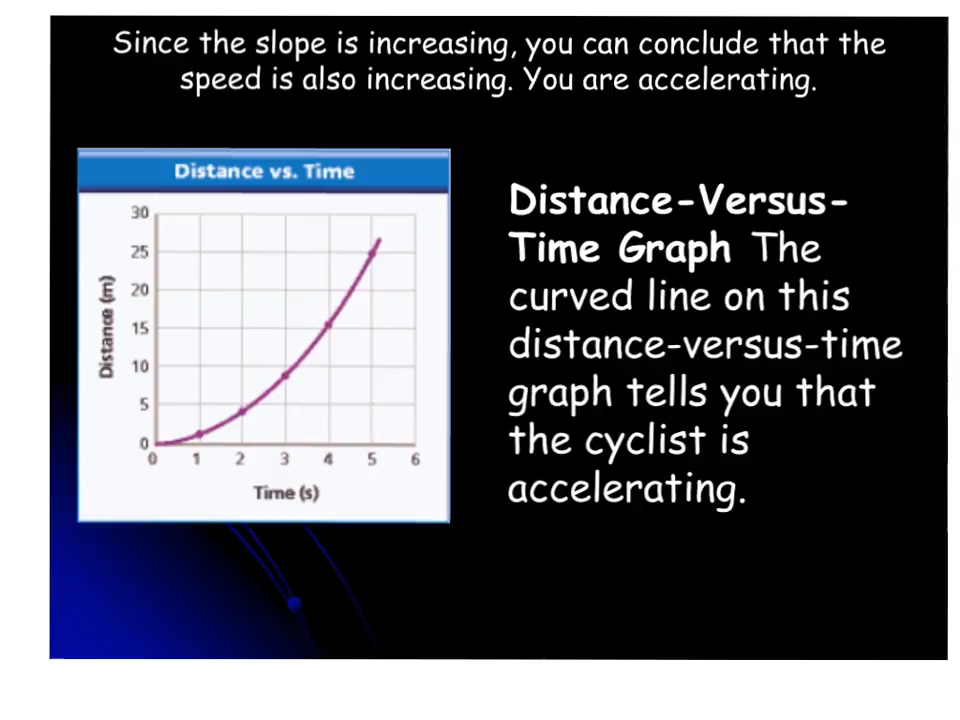 Since the slope is increasing, you can conclude that the
speed is also increasing. You are accelerating.
Distance vs. Time
30
25
20
15
10
5
0
Distance (m)
0 1 2 3 4 5 6
Time (s)
Distance-Versus-
Time Graph The
curved line on this
distance-versus-time
graph tells you that
the cyclist is
accelerating.